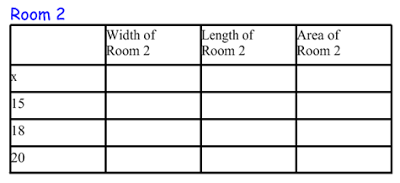 Room 2
Width of Room 2
Length of Room 2
Area of Room 2
x
15
18
20